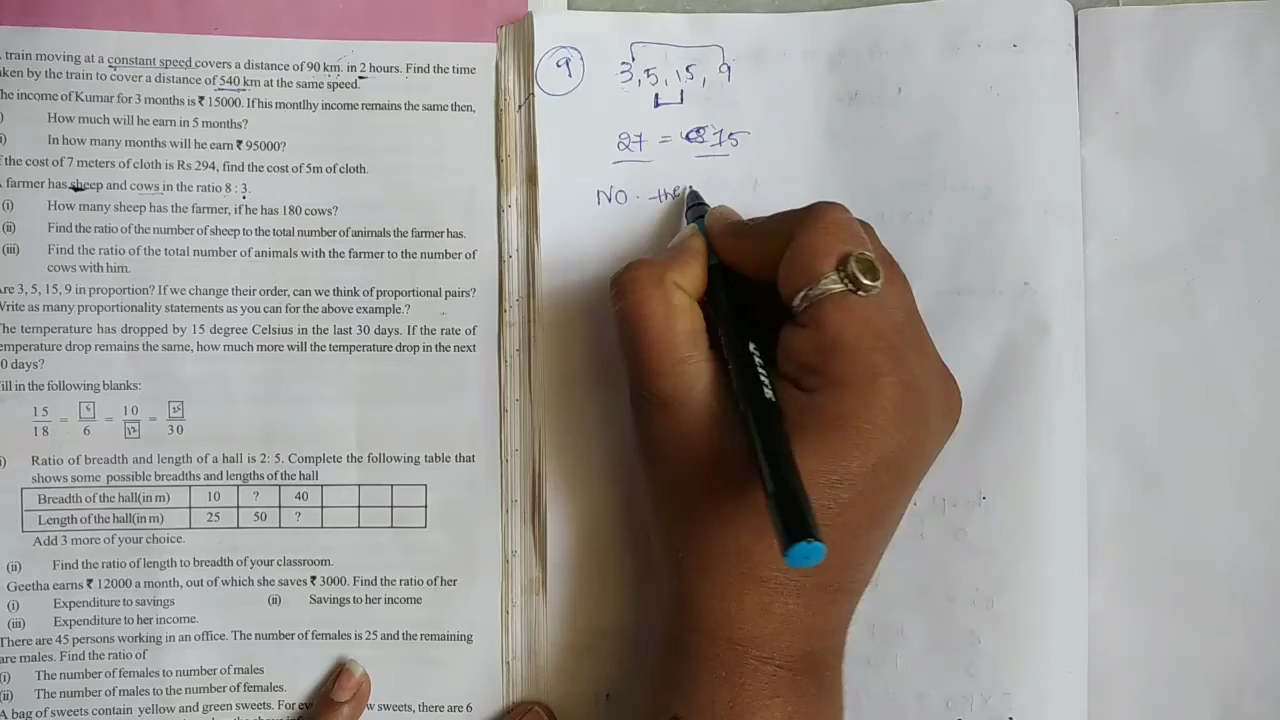 train moving at a constant speed covers a distance of 90 km. in 2 hours. Find the time
ken by the train to cover a distance of 540 km at the same speed.
he income of Kumar for 3 months is ₹ 15000. If his montlhy income remains the same then,
) How much will he earn in 5 months?
i) In how many months will he earn ₹ 95000?
f the cost of 7 meters of cloth is Rs 294, find the cost of 5m of cloth.
farmer has sheep and cows in the ratio 8 : 3.
(i) How many sheep has the farmer, if he has 180 cows?
(ii) Find the ratio of the number of sheep to the total number of animals the farmer has.
(iii) Find the ratio of the total number of animals with the farmer to the number of
cows with him.
re 3, 5, 15, 9 in proportion? If we change their order, can we think of proportional pairs?
Write as many proportionality statements as you can for the above example.?
he temperature has dropped by 15 degree Celsius in the last 30 days. If the rate of
emperature drop remains the same, how much more will the temperature drop in the next
0 days?
ill in the following blanks:
15/18 = 5/6 = 10/12 = 25/30
) Ratio of breadth and length of a hall is 2: 5. Complete the following table that
shows some possible breadths and lengths of the hall
Breadth of the hall(in m) 10 ? 40
Length of the hall(in m) 25 50 ?
Add 3 more of your choice.
(ii) Find the ratio of length to breadth of your classroom.
Geetha earns ₹ 12000 a month, out of which she saves ₹ 3000. Find the ratio of her
(i) Expenditure to savings (ii) Savings to her income
(iii) Expenditure to her income.
There are 45 persons working in an office. The number of females is 25 and the remaining
are males. Find the ratio of
(i) The number of females to number of males
(ii) The number of males to the number of females.
A bag of sweets contain yellow and green sweets. For w sweets, there are 6
9
3, 5, 15, 9
27 = 75
NO. the
UNIFIX